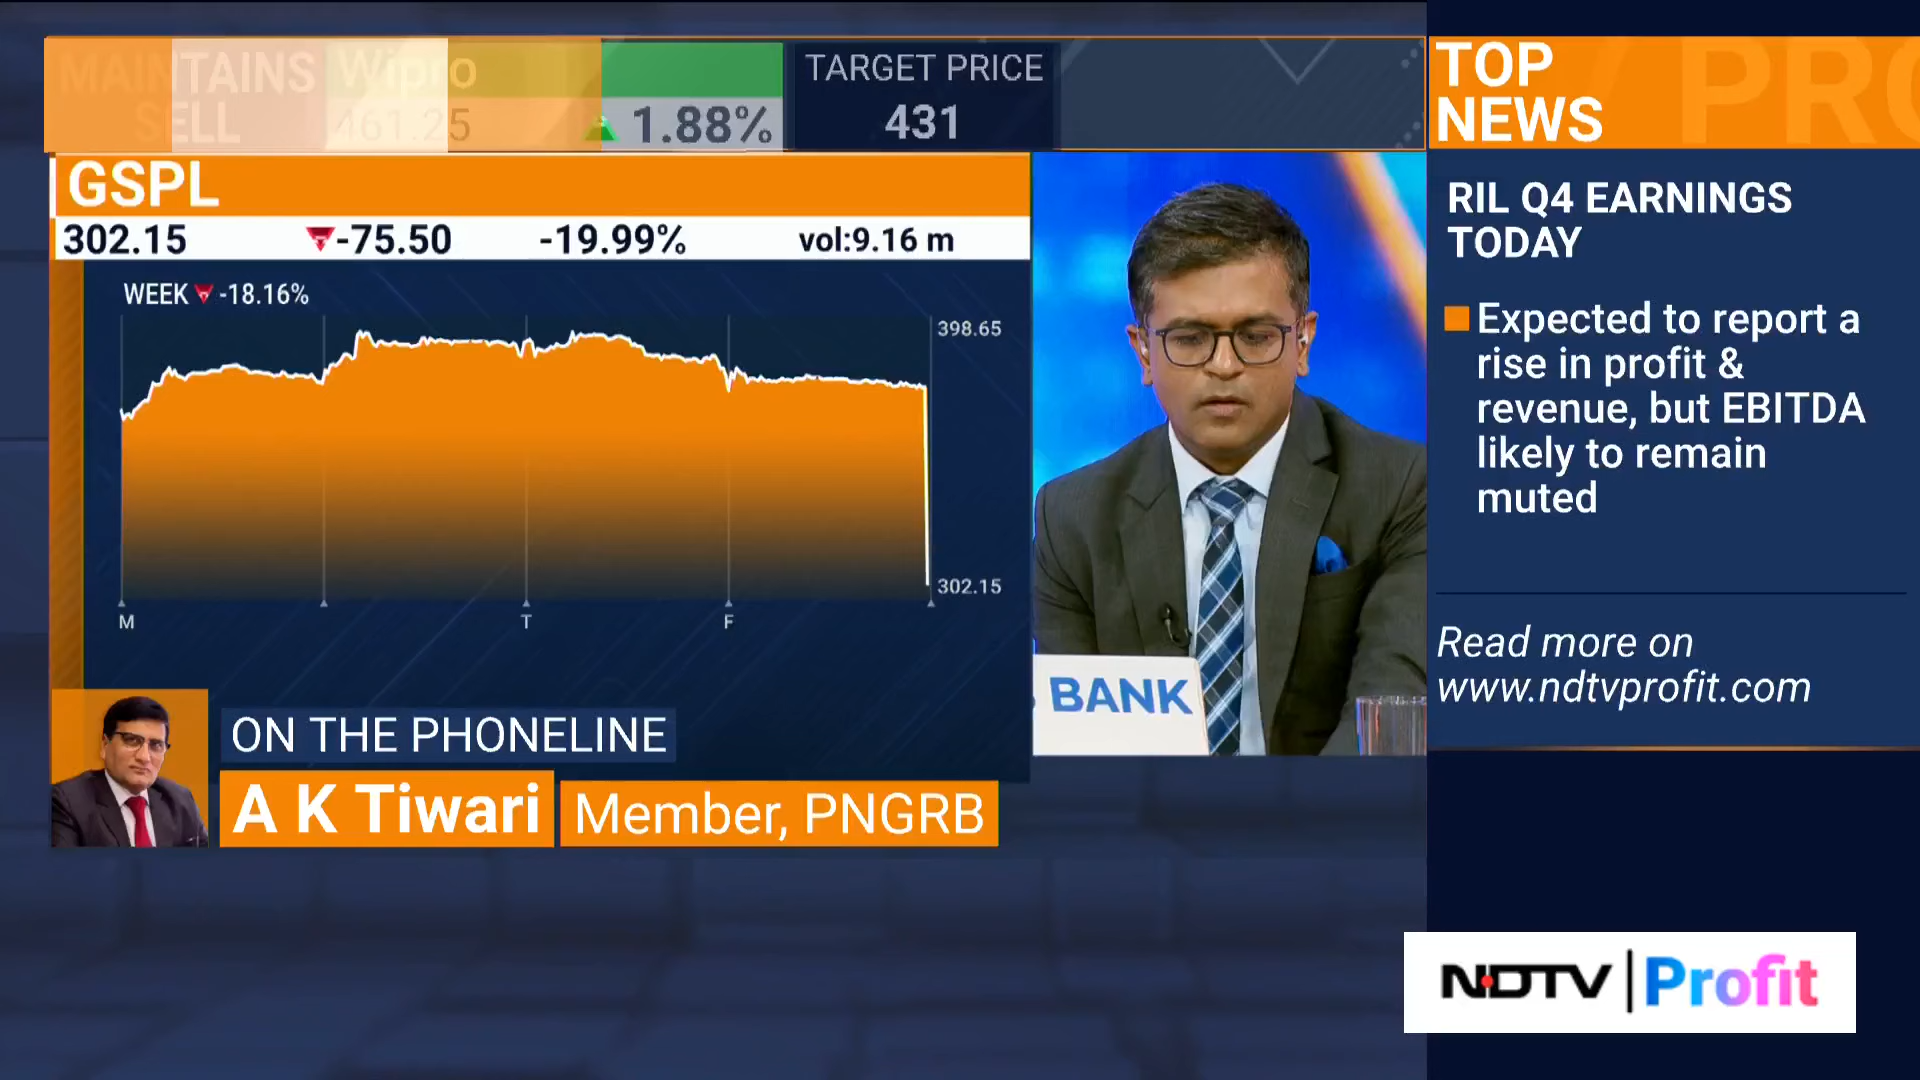 MAINTAINS
SELL
Wipro
461.25
1.88%
TARGET PRICE
431
GSPL
302.15 -75.50 -19.99% vol:9.16 m
WEEK -18.16%
398.65
302.15
M T F
BANK
ON THE PHONELINE
A K Tiwari
Member, PNGRB
TOP
NEWS
PRO
RIL Q4 EARNINGS
TODAY
Expected to report a
rise in profit &
revenue, but EBITDA
likely to remain
muted
Read more on
www.ndtvprofit.com
NDTV Profit